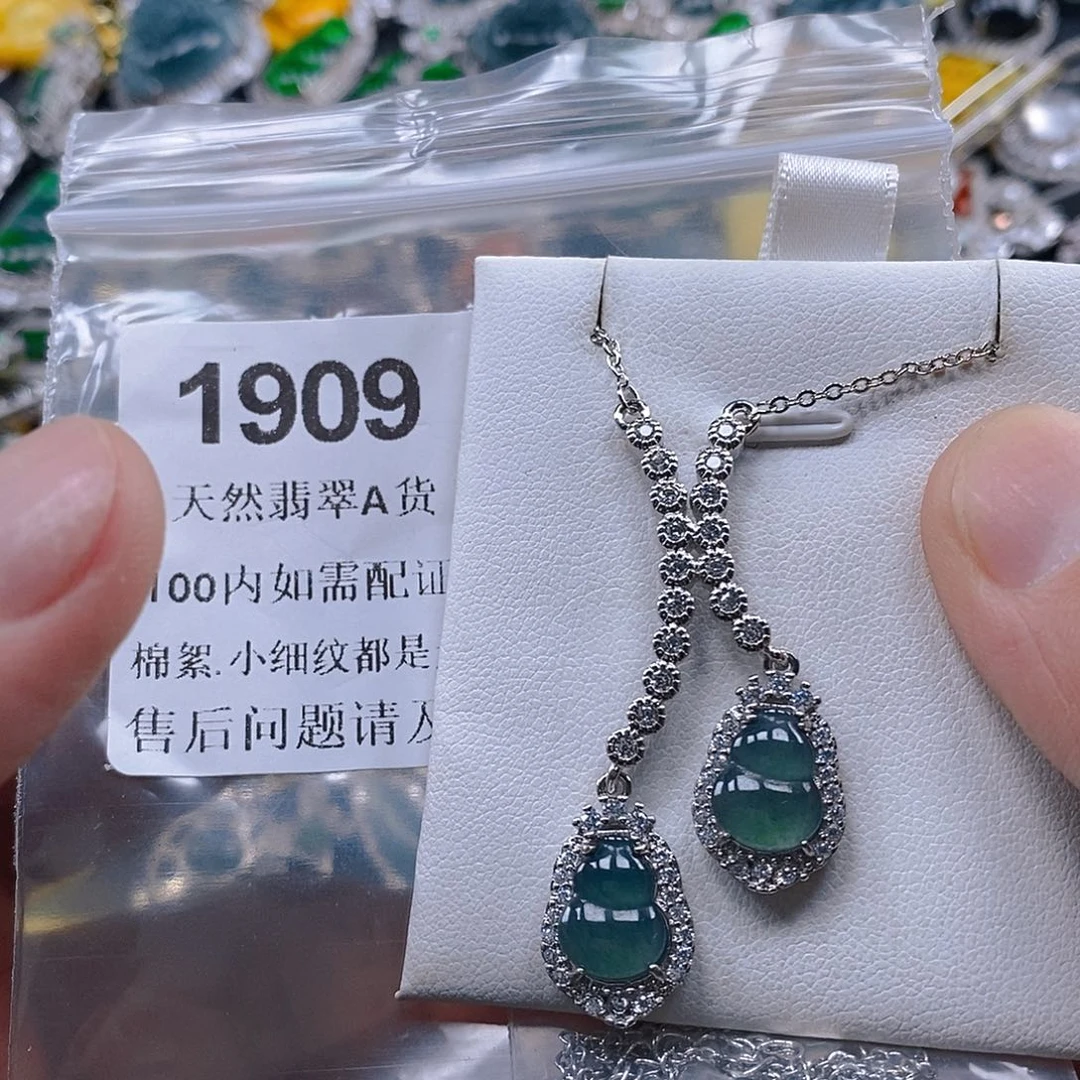 1909
天然翡翠A货
100内如需配证
棉絮.小细纹都是
售后问题请及